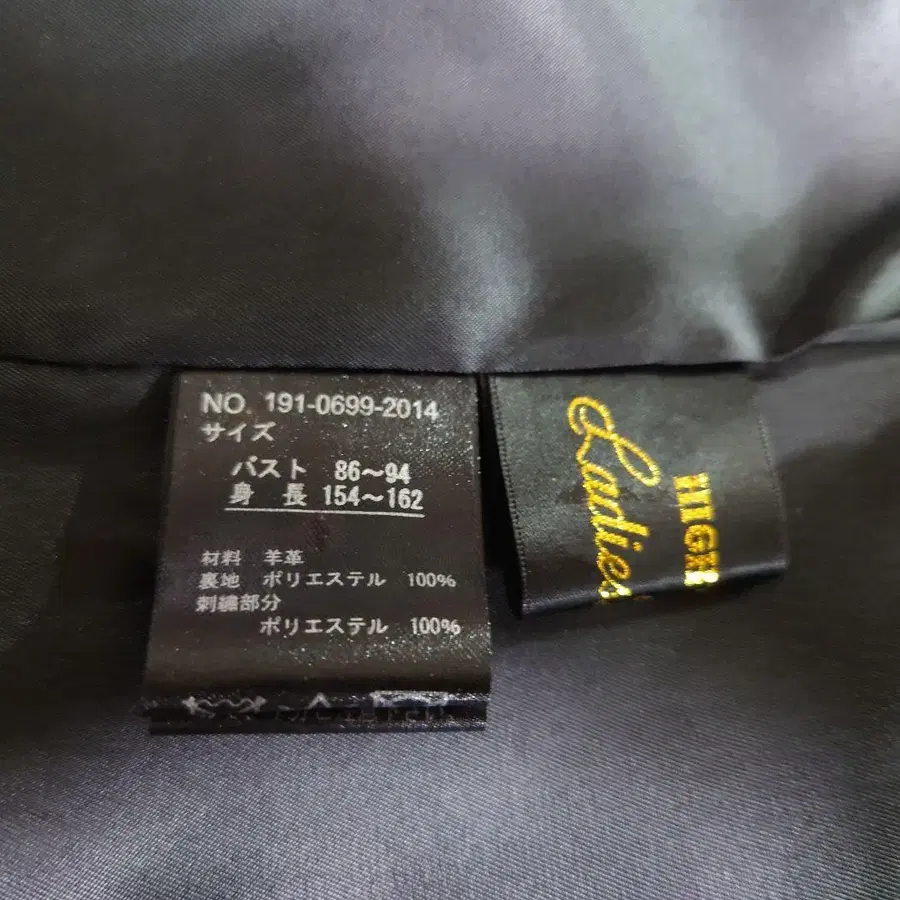 NO. 191-0699-2014
サイズ
バスト 86～94
身 長 154～162
材料 羊革
裏地 ポリエステル 100%
刺繍部分
ポリエステル 100%
Ladies